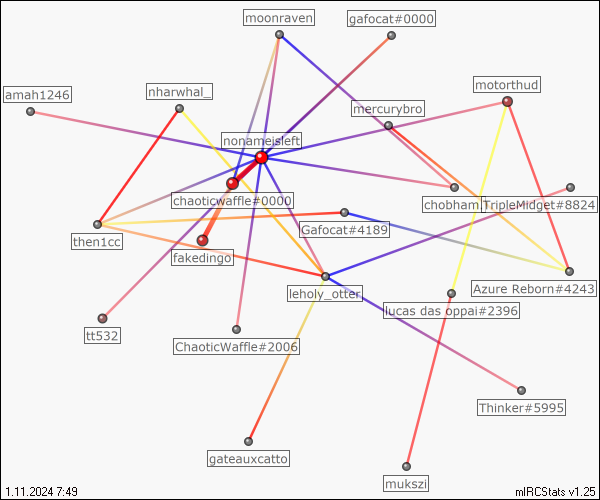 moonraven
gafocat#0000
motorthud
nharwhal_
amah1246
mercurybro
nonameisleft
chaoticwaffle#0000
chobham
TripleMidget#8824
Gafocat#4189
then1cc
fakedingo
leholy_otter
Azure Reborn#4243
lucas das oppai#2396
tt532
ChaoticWaffle#2006
Thinker#5995
gateauxcatto
mukszi
1.11.2024 7:49
mIRCStats v1.25